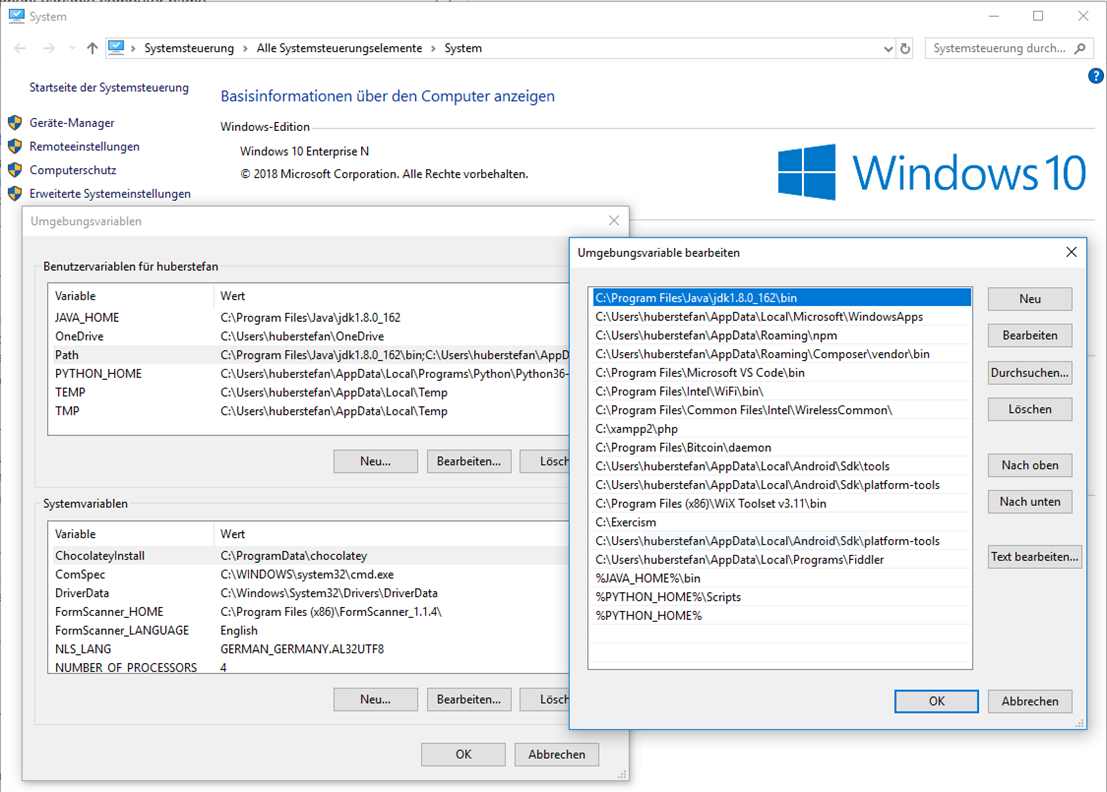 System
Systemsteuerung > Alle Systemsteuerungselemente > System
Systemsteuerung durch...
?
Startseite der Systemsteuerung
Geräte-Manager
Remoteeinstellungen
Computerschutz
Erweiterte Systemeinstellungen
Basisinformationen über den Computer anzeigen
Windows-Edition
Windows 10 Enterprise N
© 2018 Microsoft Corporation. Alle Rechte vorbehalten.
Windows 10
Umgebungsvariablen
Benutzervariablen für huberstefan
Variable Wert
JAVA_HOME C:\Program Files\Java\jdk1.8.0_162
OneDrive C:\Users\huberstefan\OneDrive
Path C:\Program Files\Java\jdk1.8.0_162\bin;C:\Users\huberstefan\AppD
PYTHON_HOME C:\Users\huberstefan\AppData\Local\Programs\Python\Python36-
TEMP C:\Users\huberstefan\AppData\Local\Temp
TMP C:\Users\huberstefan\AppData\Local\Temp
Neu... Bearbeiten... Lösch
Systemvariablen
Variable Wert
ChocolateyInstall C:\ProgramData\chocolatey
ComSpec C:\WINDOWS\system32\cmd.exe
DriverData C:\Windows\System32\Drivers\DriverData
FormScanner_HOME C:\Program Files (x86)\FormScanner_1.1.4\
FormScanner_LANGUAGE English
NLS_LANG GERMAN_GERMANY.AL32UTF8
NUMBER_OF_PROCESSORS 4
Neu... Bearbeiten... Lösch
OK Abbrechen
Umgebungsvariable bearbeiten
C:\Program Files\Java\jdk1.8.0_162\bin
C:\Users\huberstefan\AppData\Local\Microsoft\WindowsApps
C:\Users\huberstefan\AppData\Roaming\npm
C:\Users\huberstefan\AppData\Roaming\Composer\vendor\bin
C:\Program Files\Microsoft VS Code\bin
C:\Program Files\Intel\WiFi\bin\
C:\Program Files\Common Files\Intel\WirelessCommon\
C:\xampp2\php
C:\Program Files\Bitcoin\daemon
C:\Users\huberstefan\AppData\Local\Android\Sdk\tools
C:\Users\huberstefan\AppData\Local\Android\Sdk\platform-tools
C:\Program Files (x86)\WiX Toolset v3.11\bin
C:\Exercism
C:\Users\huberstefan\AppData\Local\Android\Sdk\platform-tools
C:\Users\huberstefan\AppData\Local\Programs\Fiddler
%JAVA_HOME%\bin
%PYTHON_HOME%\Scripts
%PYTHON_HOME%
Neu
Bearbeiten
Durchsuchen...
Löschen
Nach oben
Nach unten
Text bearbeiten...
OK Abbrechen